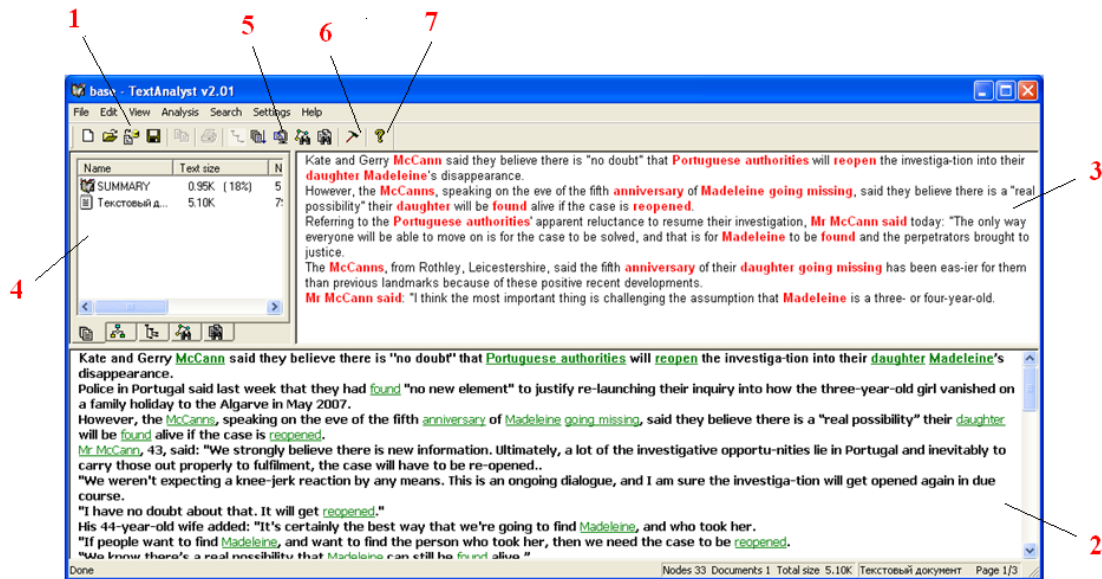 1
5
6
7
base - TextAnalyst v2.01
File Edit View Analysis Search Settings Help
Name Text size N
SUMMARY 0.95K (18%) 5
Текстовый д... 5.10K
Kate and Gerry McCann said they believe there is "no doubt" that Portuguese authorities will reopen the investiga-tion into their
daughter Madeleine's disappearance.
However, the McCanns, speaking on the eve of the fifth anniversary of Madeleine going missing, said they believe there is a "real
possibility" their daughter will be found alive if the case is reopened.
Referring to the Portuguese authorities' apparent reluctance to resume their investigation, Mr McCann said today: "The only way
everyone will be able to move on is for the case to be solved, and that is for Madeleine to be found and the perpetrators brought to
justice.
The McCanns, from Rothley, Leicestershire, said the fifth anniversary of their daughter going missing has been eas-ier for them
than previous landmarks because of these positive recent developments.
Mr McCann said: "I think the most important thing is challenging the assumption that Madeleine is a three- or four-year-old.
3
4
Kate and Gerry McCann said they believe there is "no doubt" that Portuguese authorities will reopen the investiga-tion into their daughter Madeleine's
disappearance.
Police in Portugal said last week that they had found "no new element" to justify re-launching their inquiry into how the three-year-old girl vanished on
a family holiday to the Algarve in May 2007.
However, the McCanns, speaking on the eve of the fifth anniversary of Madeleine going missing, said they believe there is a "real possibility" their daughter
will be found alive if the case is reopened.
Mr McCann, 43, said: "We strongly believe there is new information. Ultimately, a lot of the investigative opportu-nities lie in Portugal and inevitably to
carry those out properly to fulfilment, the case will have to be re-opened..
"We weren't expecting a knee-jerk reaction by any means. This is an ongoing dialogue, and I am sure the investiga-tion will get opened again in due
course.
"I have no doubt about that. It will get reopened."
His 44-year-old wife added: "It's certainly the best way that we're going to find Madeleine, and who took her.
"If people want to find Madeleine, and want to find the person who took her, then we need the case to be reopened.
"We know there's a real possibility that Madeleine can still be found alive."
2
Done Nodes 33 Documents 1 Total size 5.10K Текстовый документ Page 1/3